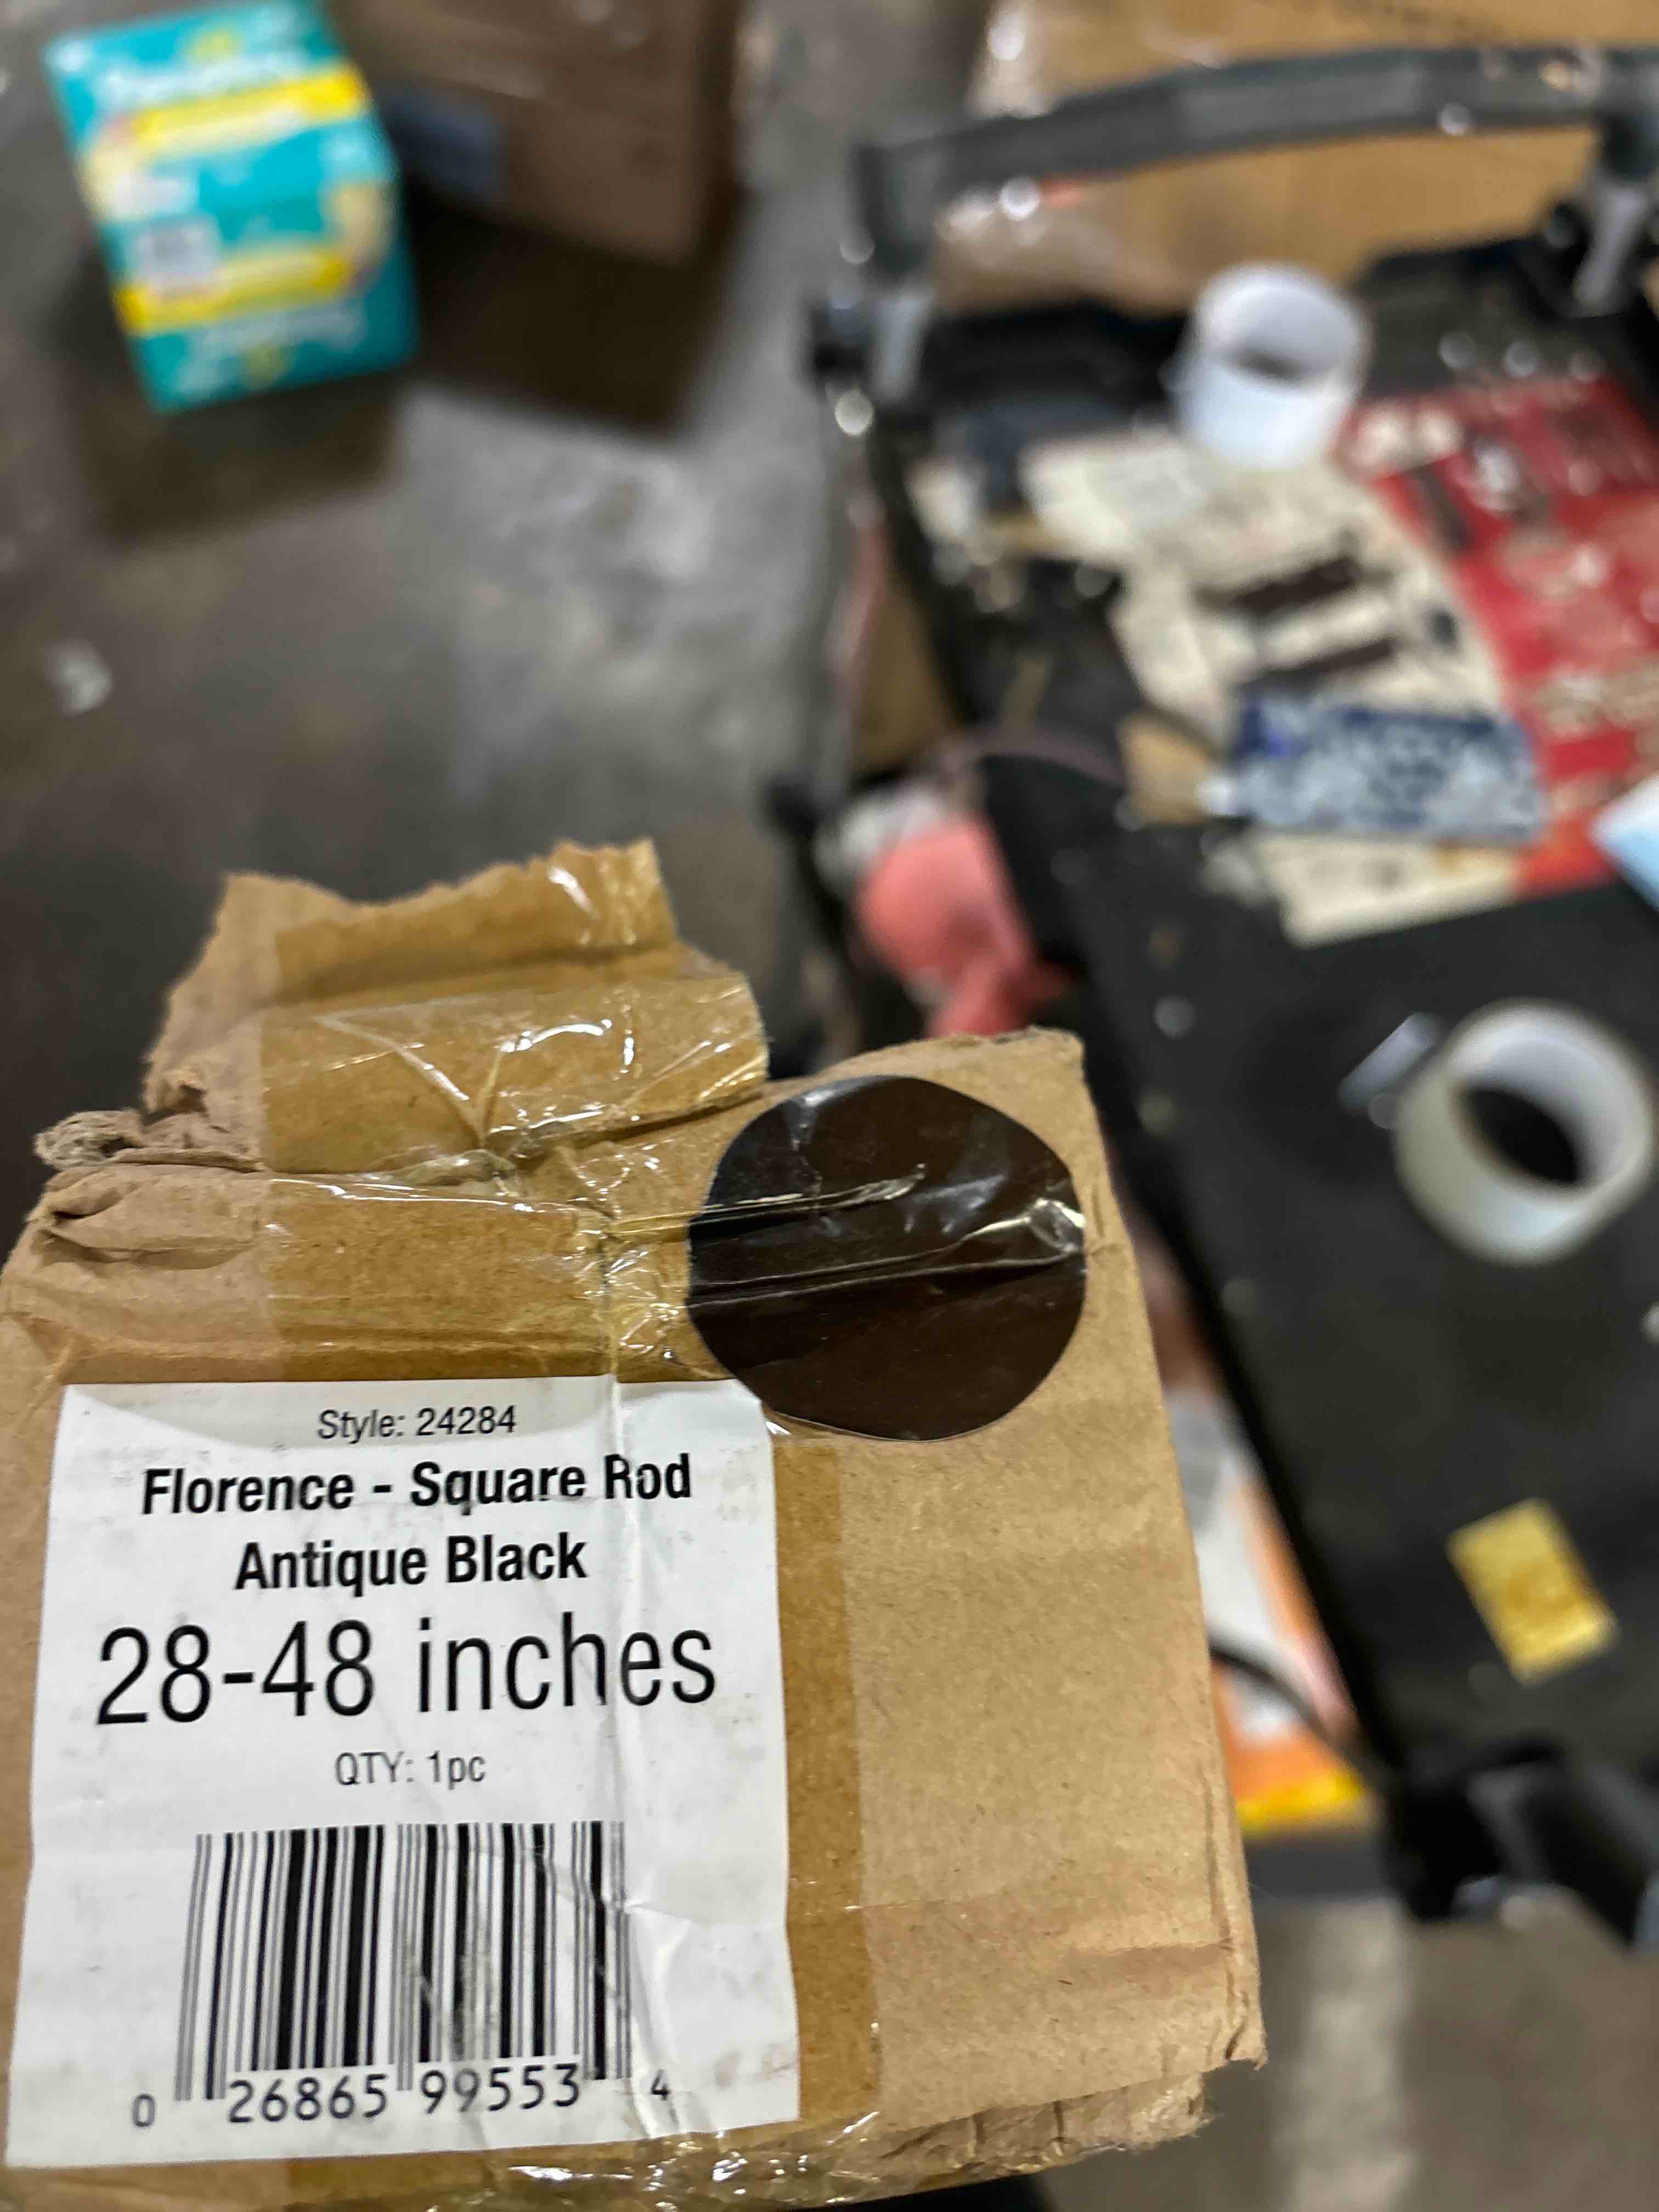 Style: 24284
Florence - Square Rod
Antique Black
28-48 inches
QTY: 1pc
0 26865 99553 4